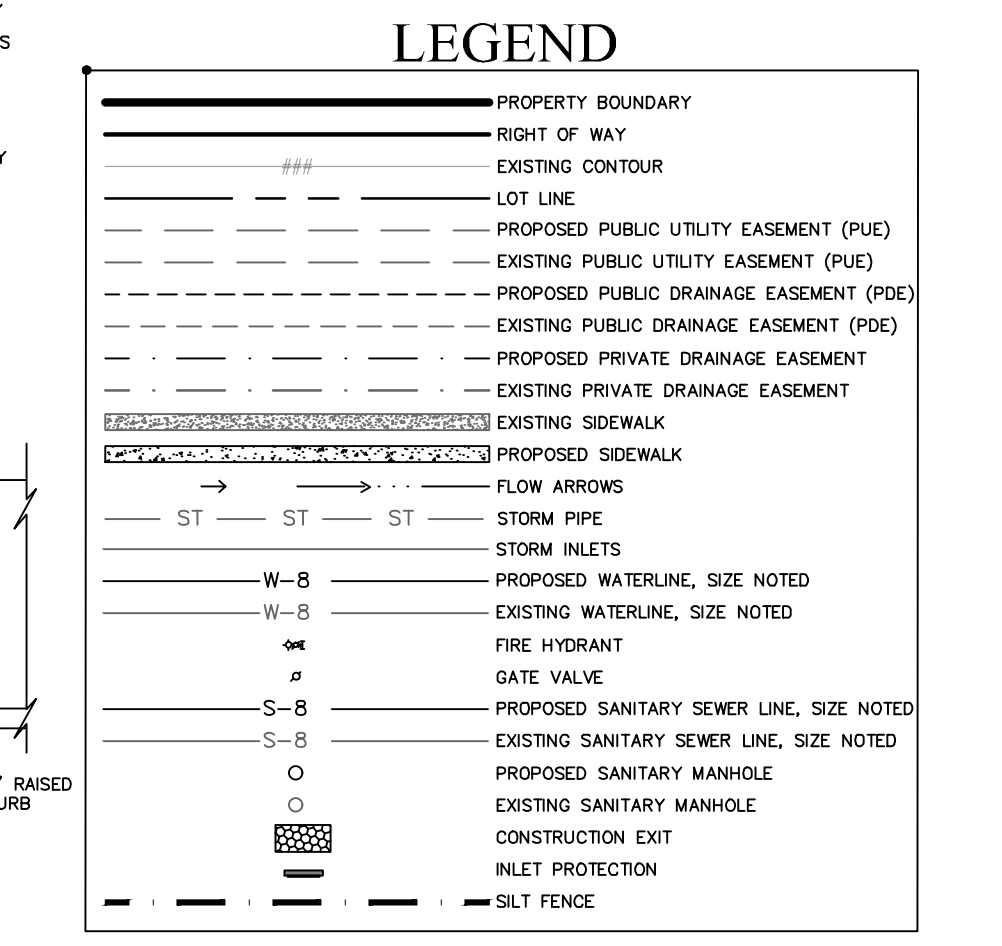 LEGEND
PROPERTY BOUNDARY
RIGHT OF WAY
###
EXISTING CONTOUR
LOT LINE
PROPOSED PUBLIC UTILITY EASEMENT (PUE)
EXISTING PUBLIC UTILITY EASEMENT (PUE)
PROPOSED PUBLIC DRAINAGE EASEMENT (PDE)
EXISTING PUBLIC DRAINAGE EASEMENT (PDE)
PROPOSED PRIVATE DRAINAGE EASEMENT
EXISTING PRIVATE DRAINAGE EASEMENT
EXISTING SIDEWALK
PROPOSED SIDEWALK
FLOW ARROWS
ST ST ST STORM PIPE
STORM INLETS
W-8 PROPOSED WATERLINE, SIZE NOTED
W-8 EXISTING WATERLINE, SIZE NOTED
FIRE HYDRANT
GATE VALVE
S-8 PROPOSED SANITARY SEWER LINE, SIZE NOTED
S-8 EXISTING SANITARY SEWER LINE, SIZE NOTED
PROPOSED SANITARY MANHOLE
EXISTING SANITARY MANHOLE
CONSTRUCTION EXIT
INLET PROTECTION
SILT FENCE
RAISED
URB